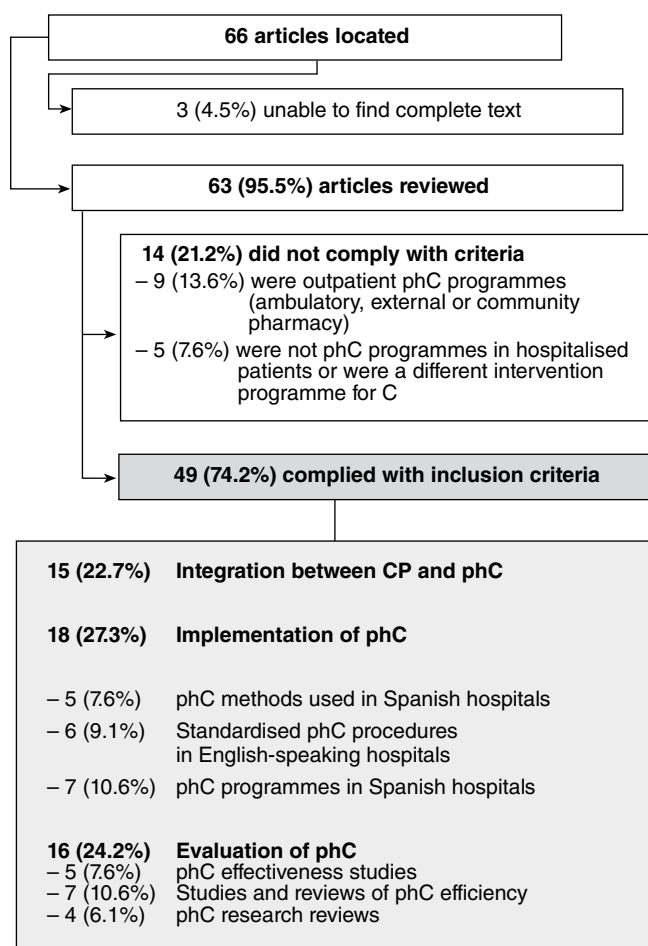 66 articles located
3 (4.5%) unable to find complete text
63 (95.5%) articles reviewed
14 (21.2%) did not comply with criteria
– 9 (13.6%) were outpatient phC programmes
(ambulatory, external or community
pharmacy)
– 5 (7.6%) were not phC programmes in hospitalised
patients or were a different intervention
programme for C
49 (74.2%) complied with inclusion criteria
15 (22.7%) Integration between CP and phC
18 (27.3%) Implementation of phC
– 5 (7.6%) phC methods used in Spanish hospitals
– 6 (9.1%) Standardised phC procedures
in English-speaking hospitals
– 7 (10.6%) phC programmes in Spanish hospitals
16 (24.2%) Evaluation of phC
– 5 (7.6%) phC effectiveness studies
– 7 (10.6%) Studies and reviews of phC efficiency
– 4 (6.1%) phC research reviews